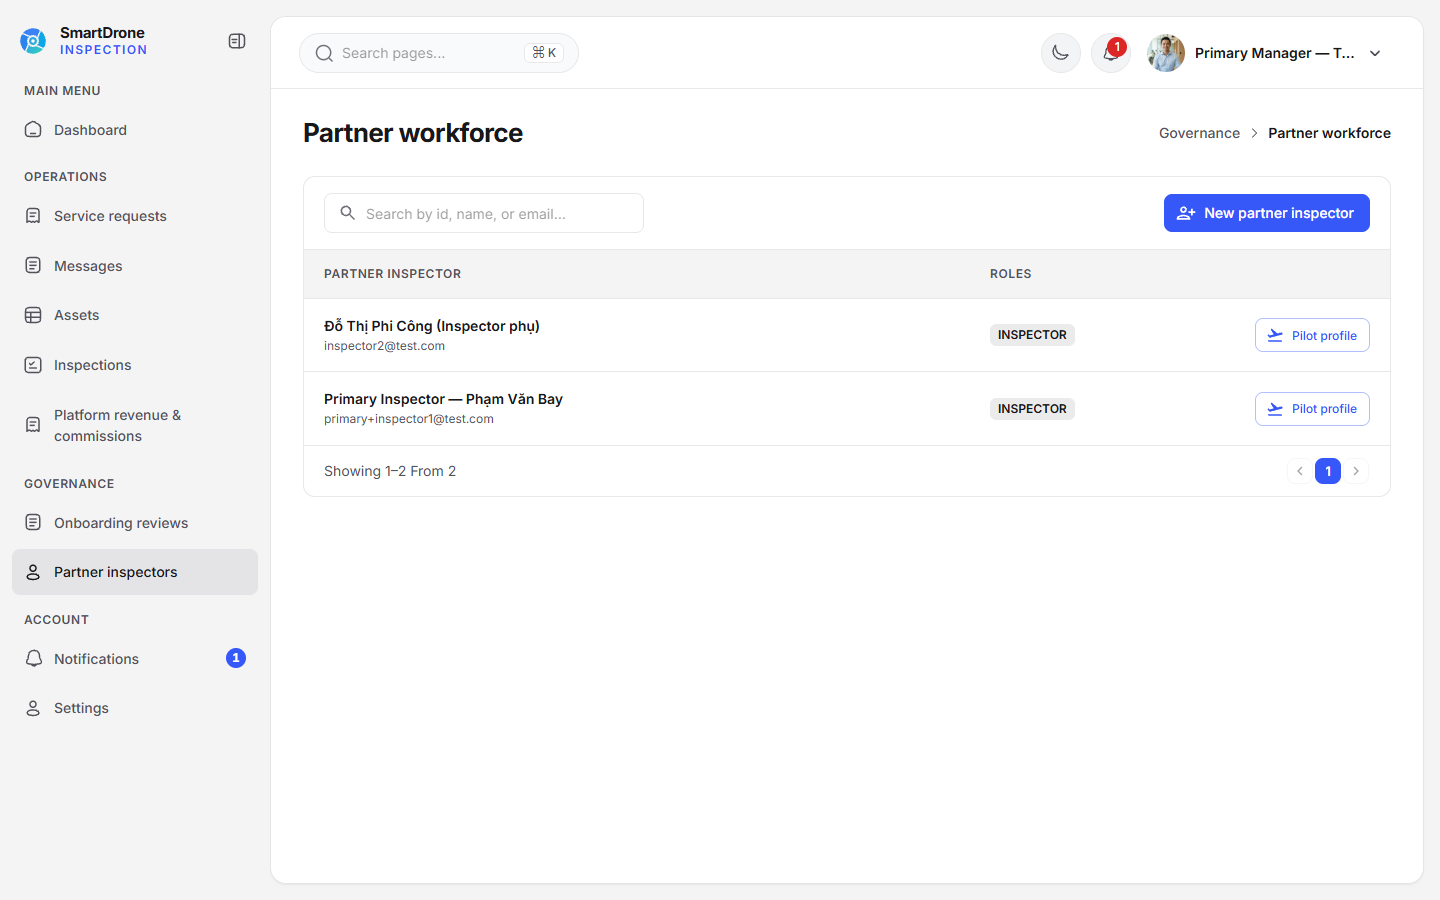 SmartDrone
INSPECTION
MAIN MENU
Dashboard
OPERATIONS
Service requests
Messages
Assets
Inspections
Platform revenue &
commissions
GOVERNANCE
Onboarding reviews
Partner inspectors
ACCOUNT
Notifications 1
Settings
Search pages... ⌘ K
1
Primary Manager — T...
Partner workforce
Governance > Partner workforce
Search by id, name, or email...
New partner inspector
PARTNER INSPECTOR ROLES
Đỗ Thị Phi Công (Inspector phụ)
inspector2@test.com
INSPECTOR
Pilot profile
Primary Inspector — Phạm Văn Bay
primary+inspector1@test.com
INSPECTOR
Pilot profile
Showing 1–2 From 2
< 1 >